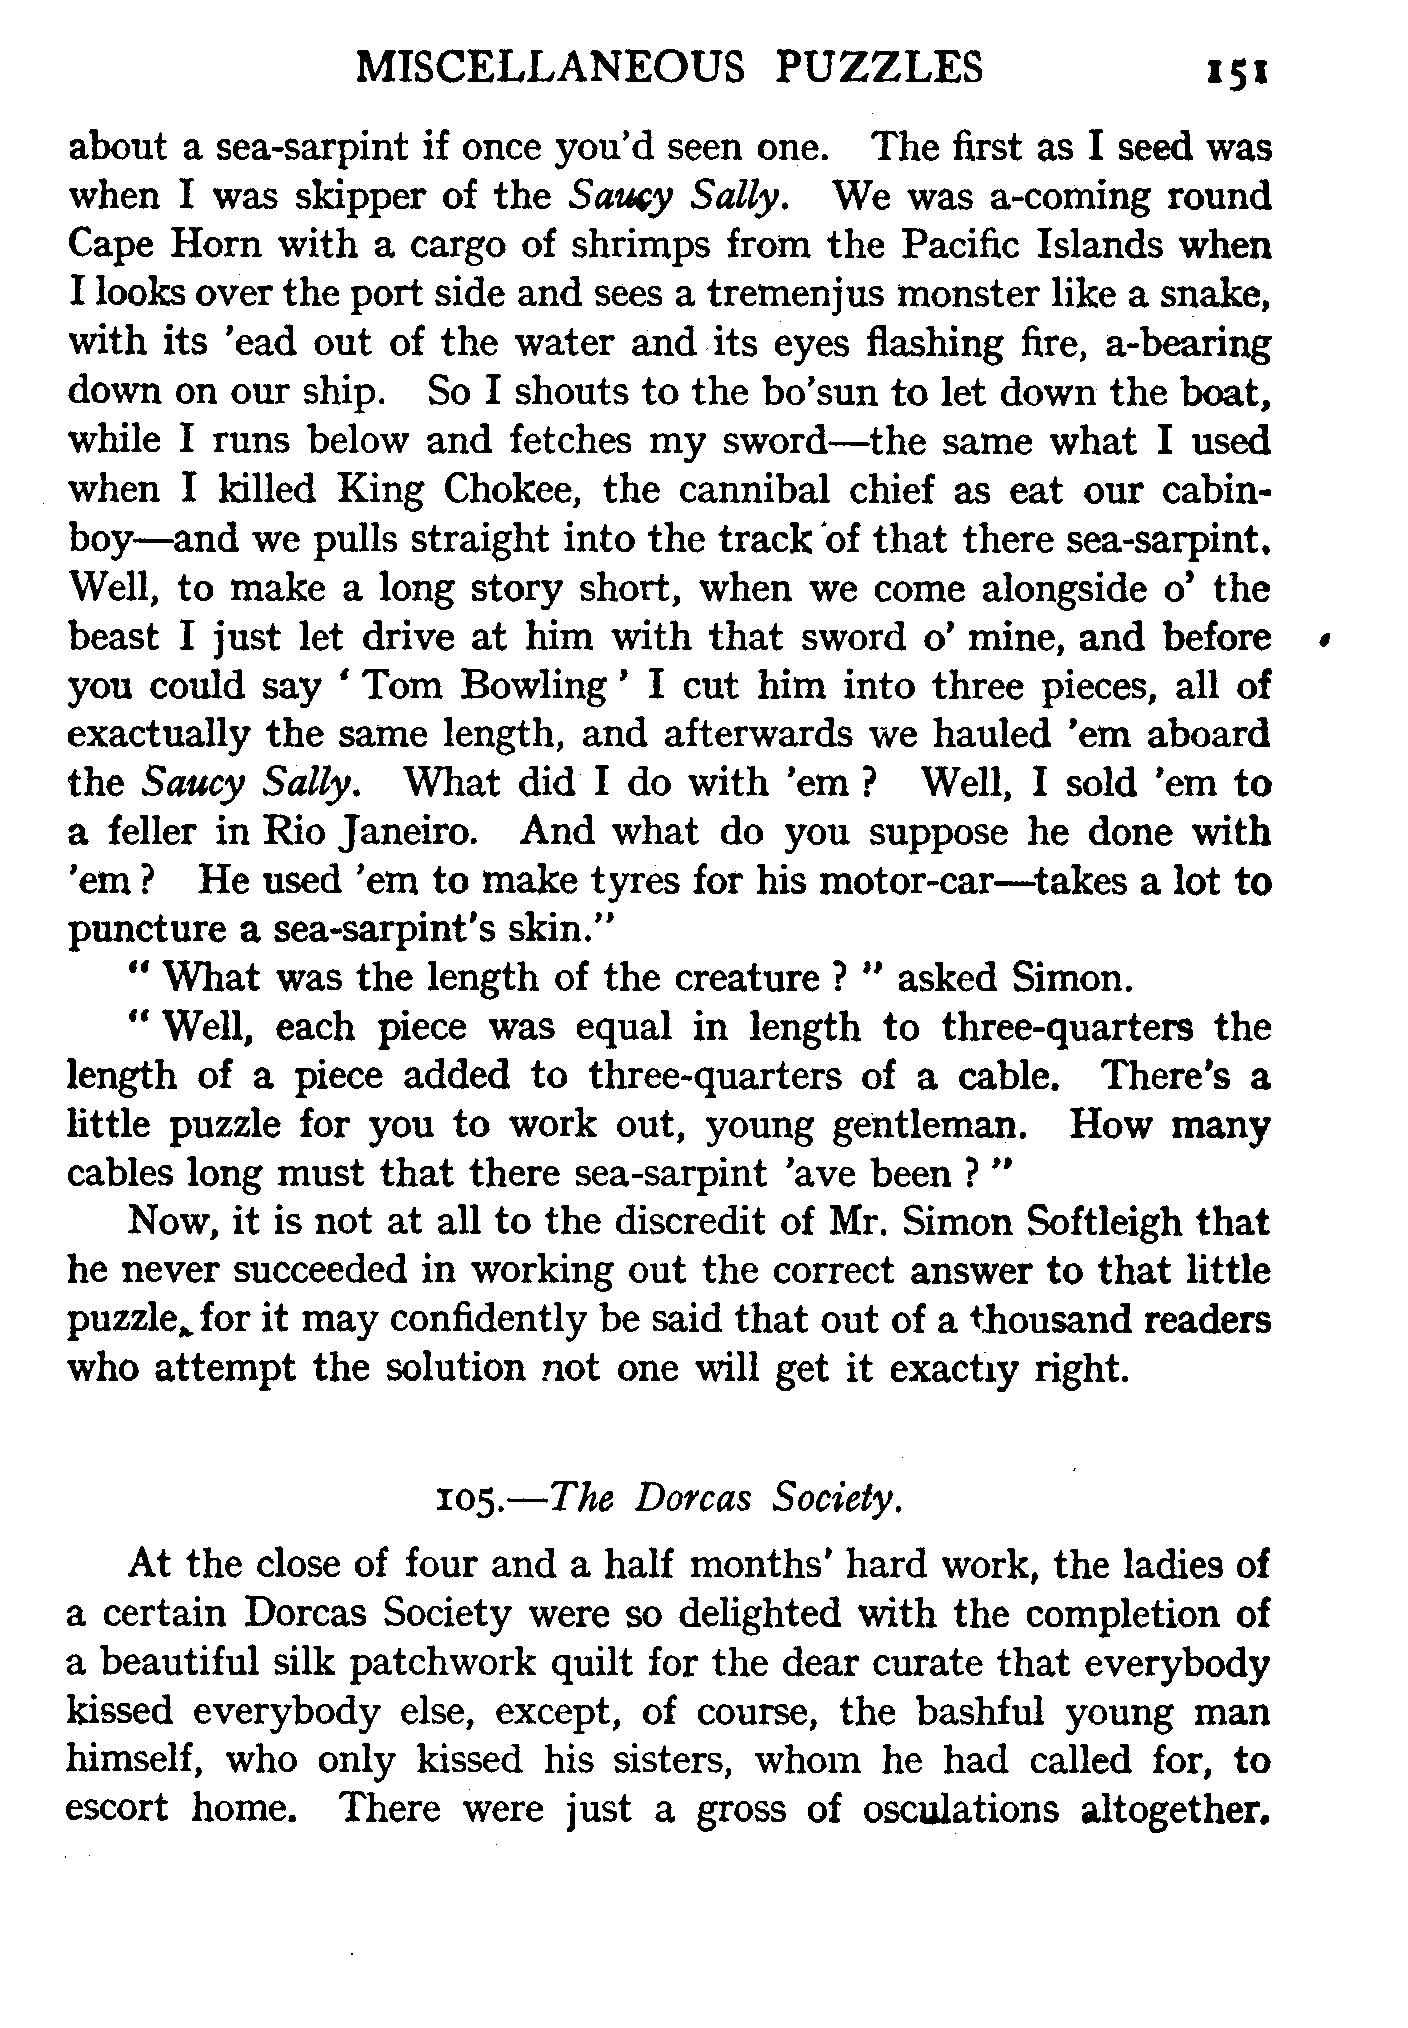 MISCELLANEOUS PUZZLES 151
about a sea-sarpint if once you'd seen one. The first as I seed was
when I was skipper of the Saucy Sally. We was a-coming round
Cape Horn with a cargo of shrimps from the Pacific Islands when
I looks over the port side and sees a tremenjus monster like a snake,
with its 'ead out of the water and its eyes flashing fire, a-bearing
down on our ship. So I shouts to the bo'sun to let down the boat,
while I runs below and fetches my sword—the same what I used
when I killed King Chokee, the cannibal chief as eat our cabin-
boy—and we pulls straight into the track of that there sea-sarpint.
Well, to make a long story short, when we come alongside o' the
beast I just let drive at him with that sword o' mine, and before
you could say ' Tom Bowling ' I cut him into three pieces, all of
exactually the same length, and afterwards we hauled 'em aboard
the Saucy Sally. What did I do with 'em ? Well, I sold 'em to
a feller in Rio Janeiro. And what do you suppose he done with
'em ? He used 'em to make tyres for his motor-car—takes a lot to
puncture a sea-sarpint's skin."
" What was the length of the creature ? " asked Simon.
" Well, each piece was equal in length to three-quarters the
length of a piece added to three-quarters of a cable. There's a
little puzzle for you to work out, young gentleman. How many
cables long must that there sea-sarpint 'ave been ? "
Now, it is not at all to the discredit of Mr. Simon Softleigh that
he never succeeded in working out the correct answer to that little
puzzle, for it may confidently be said that out of a thousand readers
who attempt the solution not one will get it exactly right.
105.—The Dorcas Society.
At the close of four and a half months' hard work, the ladies of
a certain Dorcas Society were so delighted with the completion of
a beautiful silk patchwork quilt for the dear curate that everybody
kissed everybody else, except, of course, the bashful young man
himself, who only kissed his sisters, whom he had called for, to
escort home. There were just a gross of osculations altogether.